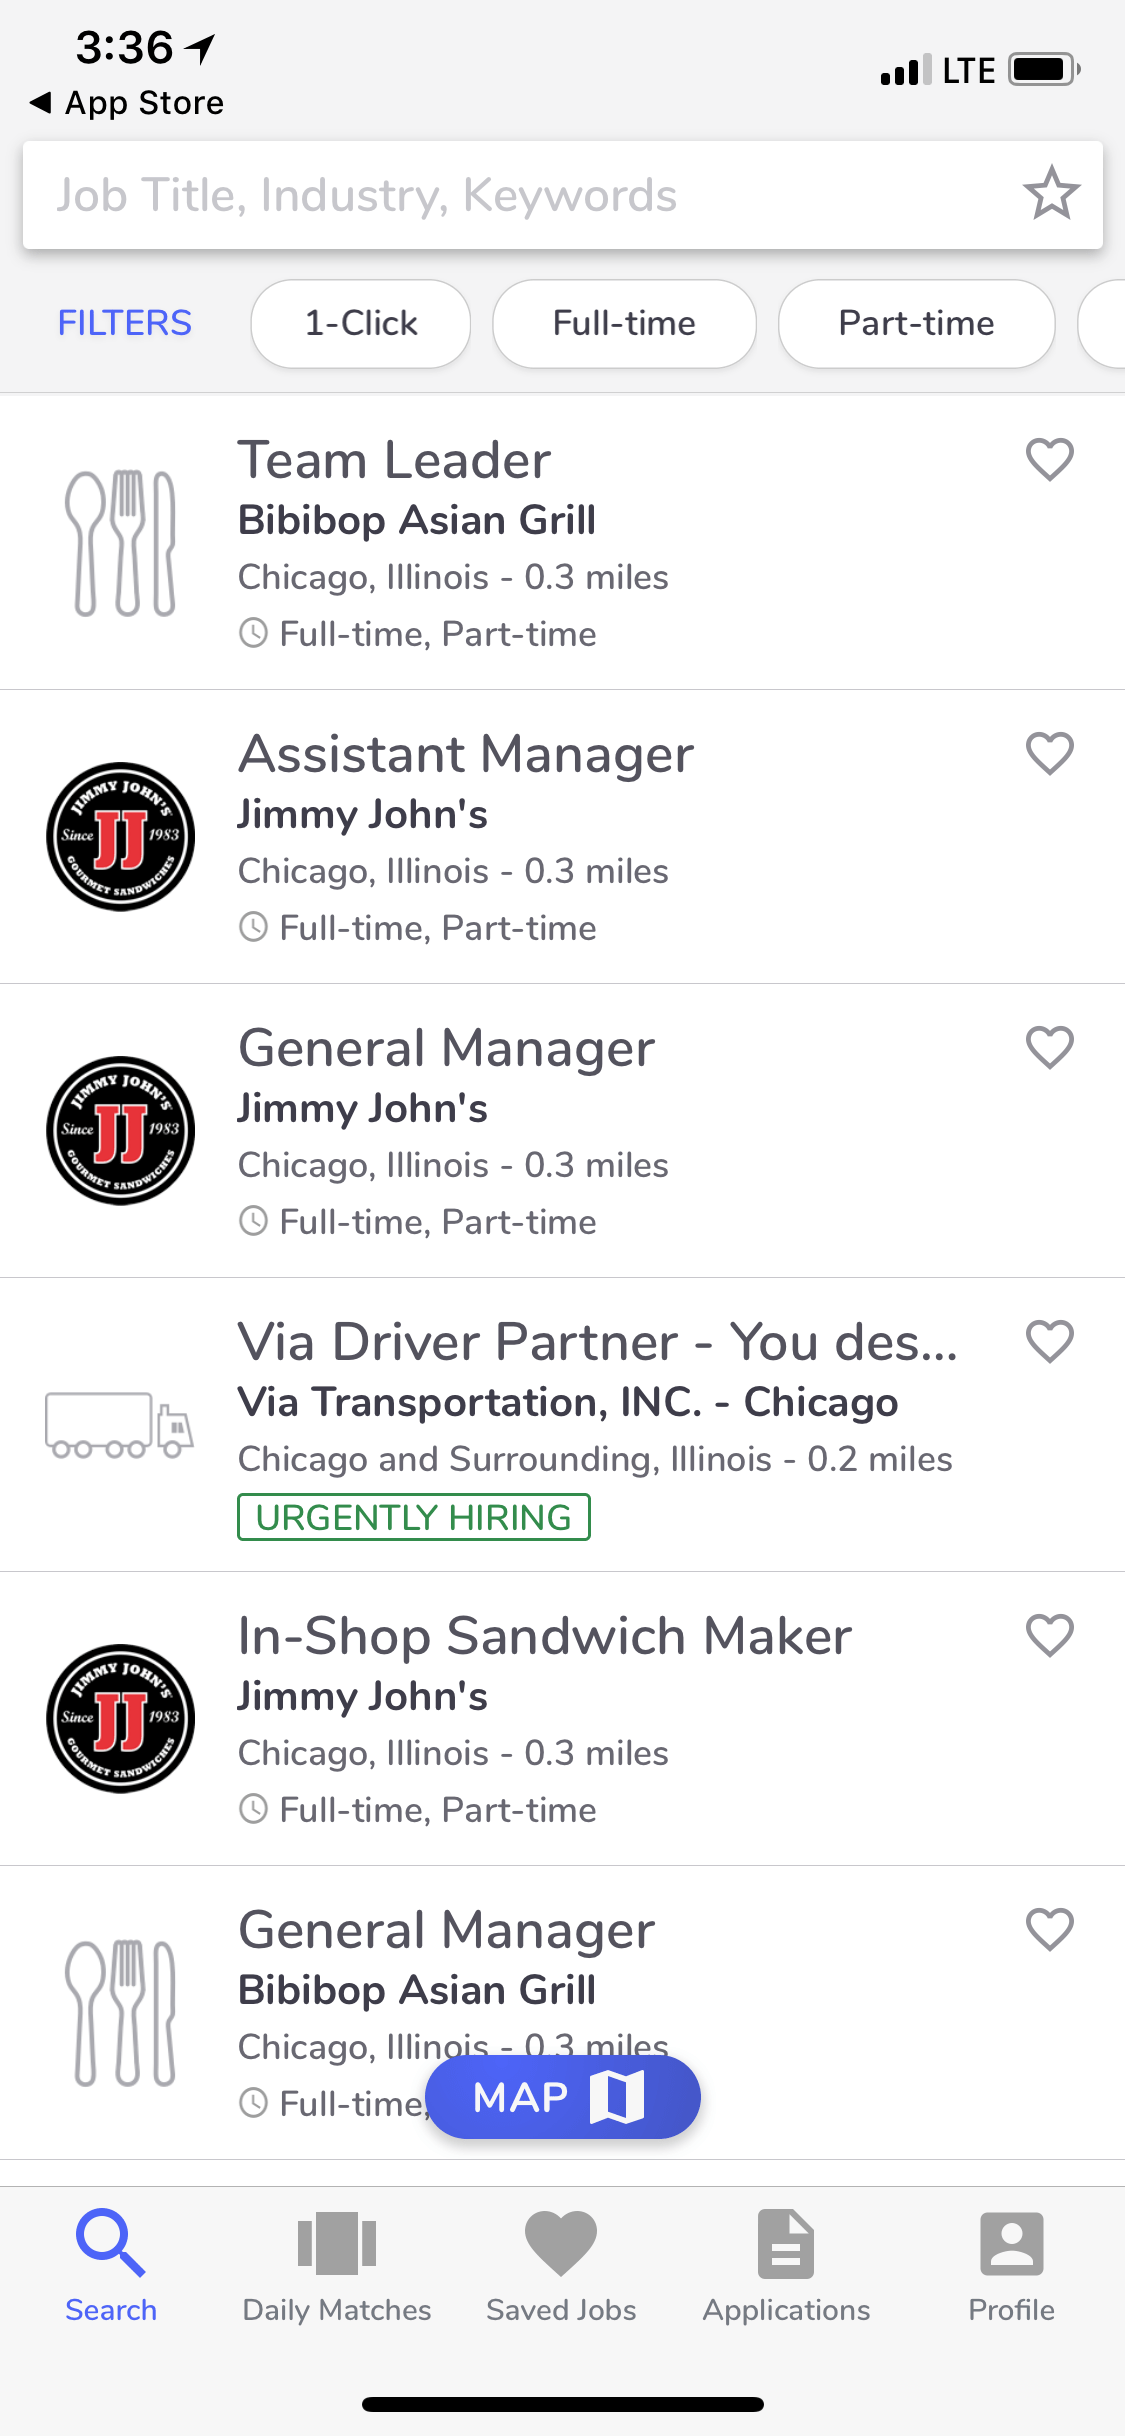 3:36
LTE
App Store
Job Title, Industry, Keywords
FILTERS
1-Click
Full-time
Part-time
Team Leader
Bibibop Asian Grill
Chicago, Illinois - 0.3 miles
Full-time, Part-time
Assistant Manager
JIMMY JOHN'S
Since JJ 1983
GOURMET SANDWICHES
Jimmy John's
Chicago, Illinois - 0.3 miles
Full-time, Part-time
General Manager
JIMMY JOHN'S
Since JJ 1983
GOURMET SANDWICHES
Jimmy John's
Chicago, Illinois - 0.3 miles
Full-time, Part-time
Via Driver Partner - You des...
Via Transportation, INC. - Chicago
Chicago and Surrounding, Illinois - 0.2 miles
URGENTLY HIRING
In-Shop Sandwich Maker
JIMMY JOHN'S
Since JJ 1983
GOURMET SANDWICHES
Jimmy John's
Chicago, Illinois - 0.3 miles
Full-time, Part-time
General Manager
Bibibop Asian Grill
Chicago, Illinois - 0.3 miles
Full-time,
MAP
Search
Daily Matches
Saved Jobs
Applications
Profile